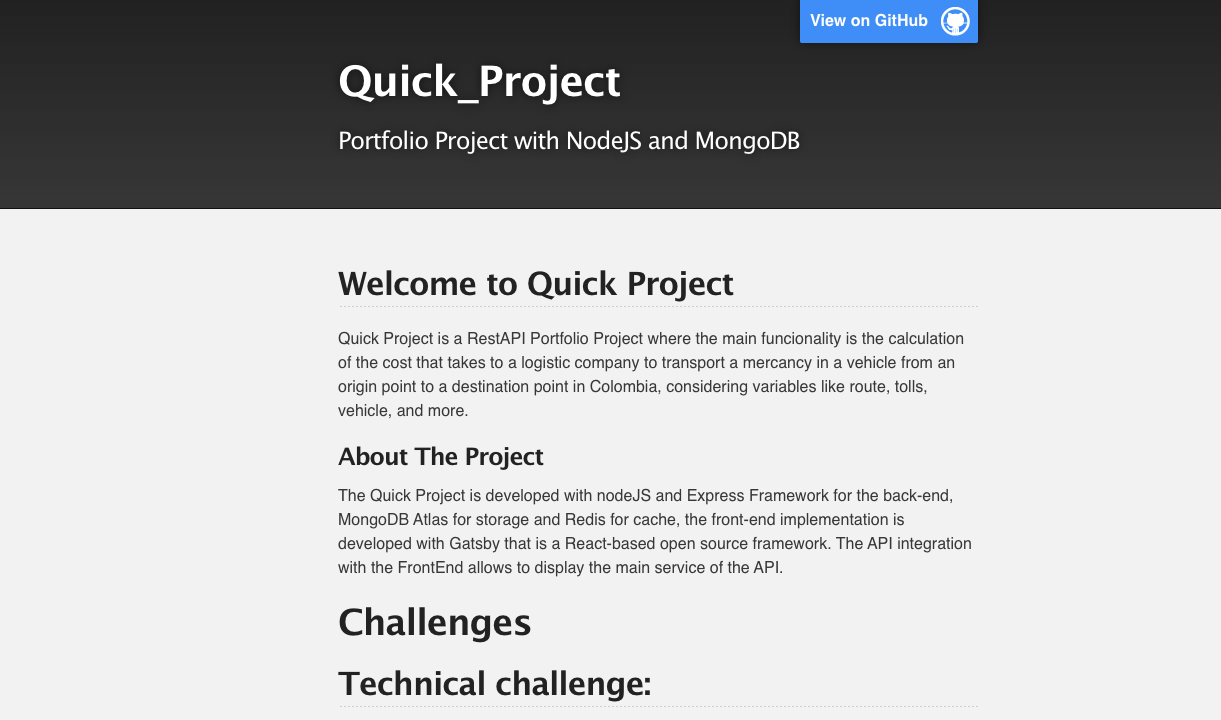 View on GitHub
Quick_Project
Portfolio Project with NodeJS and MongoDB
Welcome to Quick Project
Quick Project is a RestAPI Portfolio Project where the main funcionality is the calculation
of the cost that takes to a logistic company to transport a mercancy in a vehicle from an
origin point to a destination point in Colombia, considering variables like route, tolls,
vehicle, and more.
About The Project
The Quick Project is developed with nodeJS and Express Framework for the back-end,
MongoDB Atlas for storage and Redis for cache, the front-end implementation is
developed with Gatsby that is a React-based open source framework. The API integration
with the FrontEnd allows to display the main service of the API.
Challenges
Technical challenge: